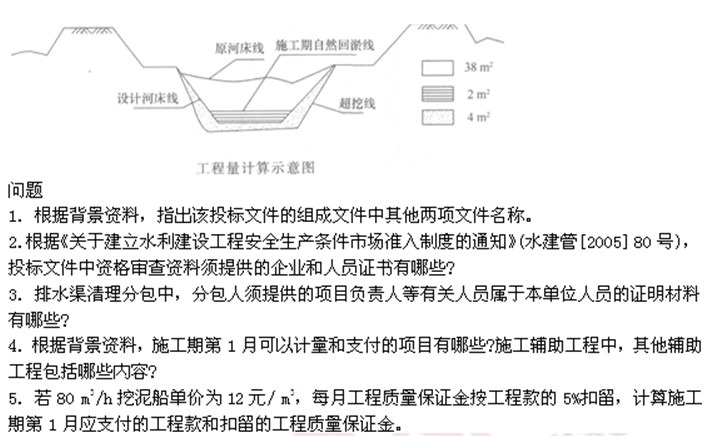 原河床线 施工期自然回淤线
38 m²
设计河床线 超挖线
2 m²
4 m²
工程量计算示意图
问题
1. 根据背景资料，指出该投标文件的组成文件中其他两项文件名称。
2.根据《关于建立水利建设工程安全生产条件市场准入制度的通知》(水建管[2005]80号)，
投标文件中资格审查资料须提供的企业和人员证书有哪些?
3. 排水渠清理分包中，分包人须提供的项目负责人等有关人员属于本单位人员的证明材料
有哪些?
4. 根据背景资料，施工期第1月可以计量和支付的项目有哪些?施工辅助工程中，其他辅助
工程包括哪些内容?
5. 若80 m³/h挖泥船单价为12元/m³，每月工程质量保证金按工程款的5%扣留，计算施工
期第1月应支付的工程款和扣留的工程质量保证金。